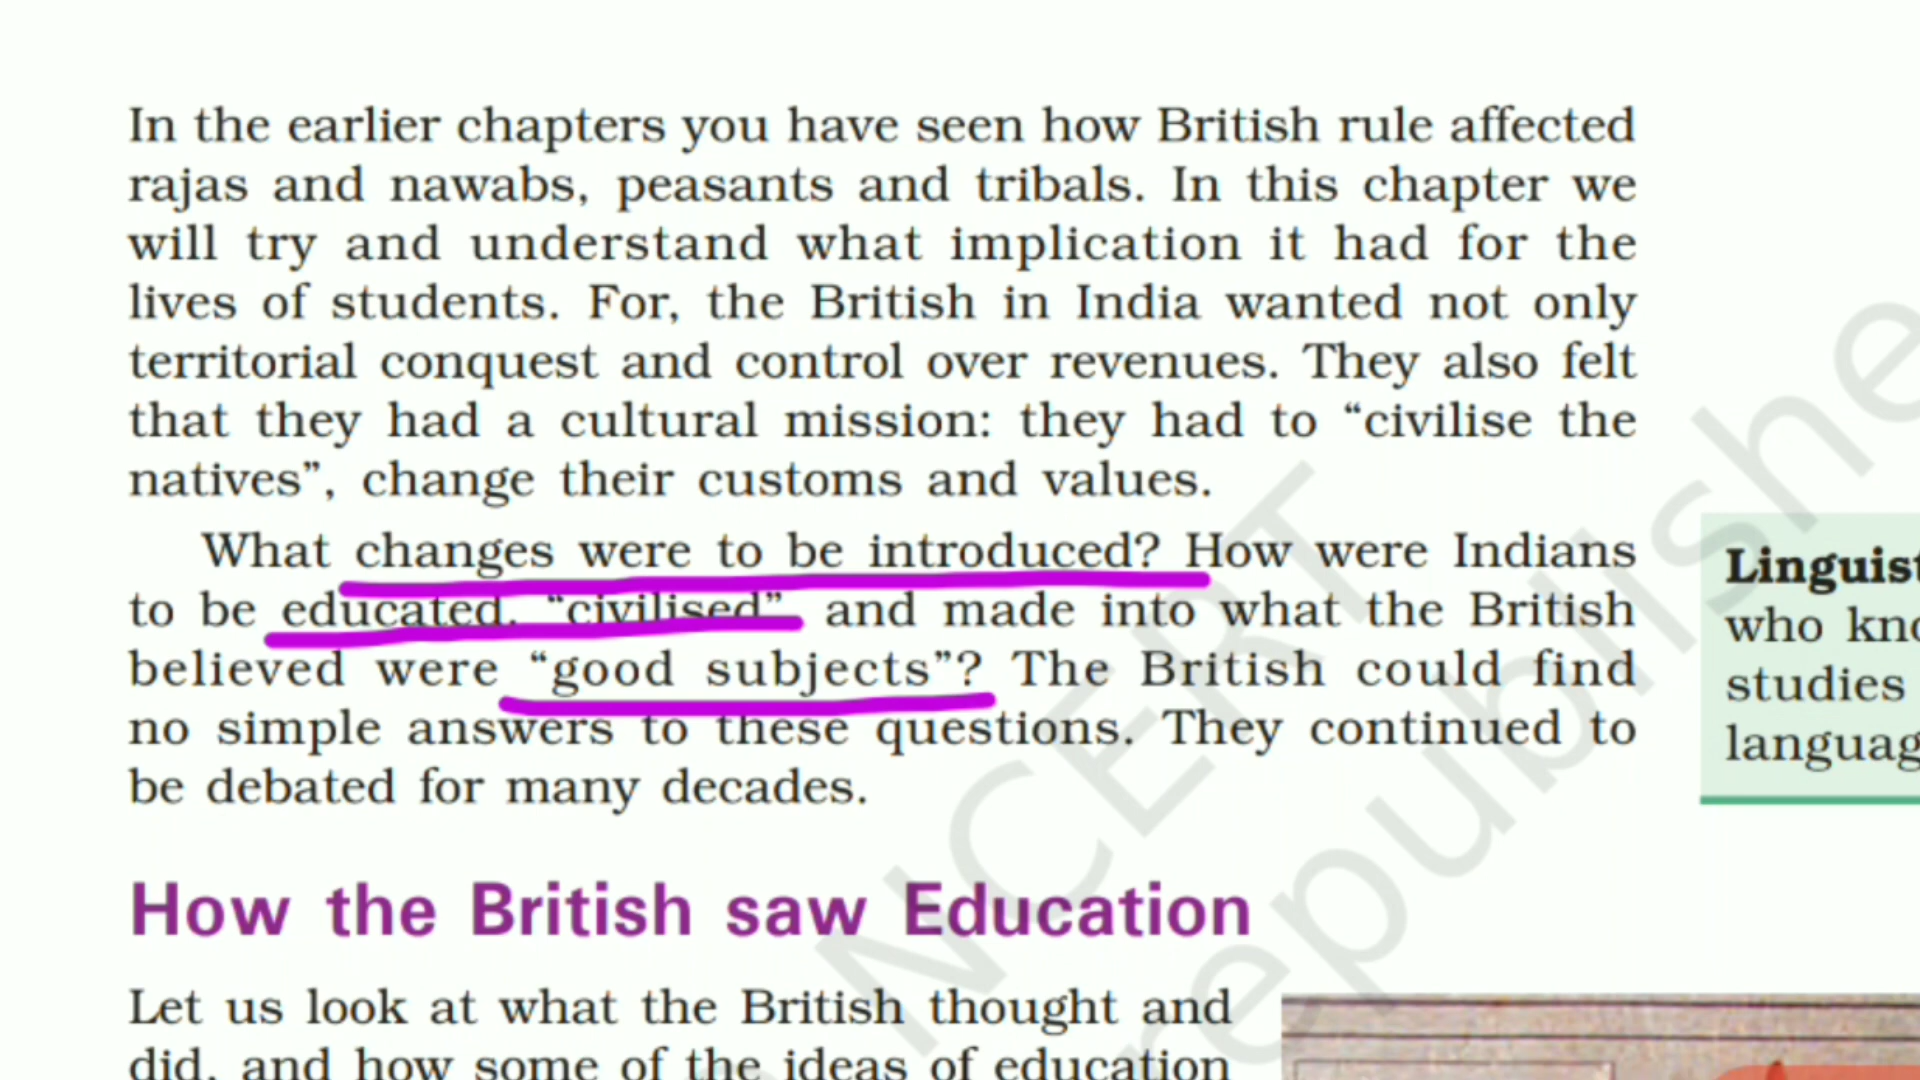 In the earlier chapters you have seen how British rule affected
rajas and nawabs, peasants and tribals. In this chapter we
will try and understand what implication it had for the
lives of students. For, the British in India wanted not only
territorial conquest and control over revenues. They also felt
that they had a cultural mission: they had to “civilise the
natives”, change their customs and values.
What changes were to be introduced? How were Indians
to be educated, “civilised”, and made into what the British
believed were “good subjects”? The British could find
no simple answers to these questions. They continued to
be debated for many decades.
How the British saw Education
Let us look at what the British thought and
did, and how some of the ideas of education
Linguist
who
studies
NCERT